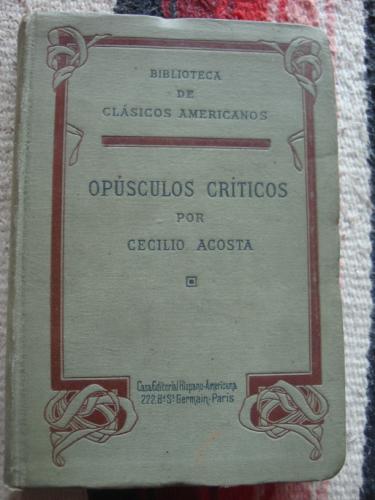 BIBLIOTECA
DE
CLÁSICOS AMERICANOS
OPÚSCULOS CRÍTICOS
POR
CECILIO ACOSTA
Casa Editorial Hispano-Americana
222, Bd St Germain,-Paris